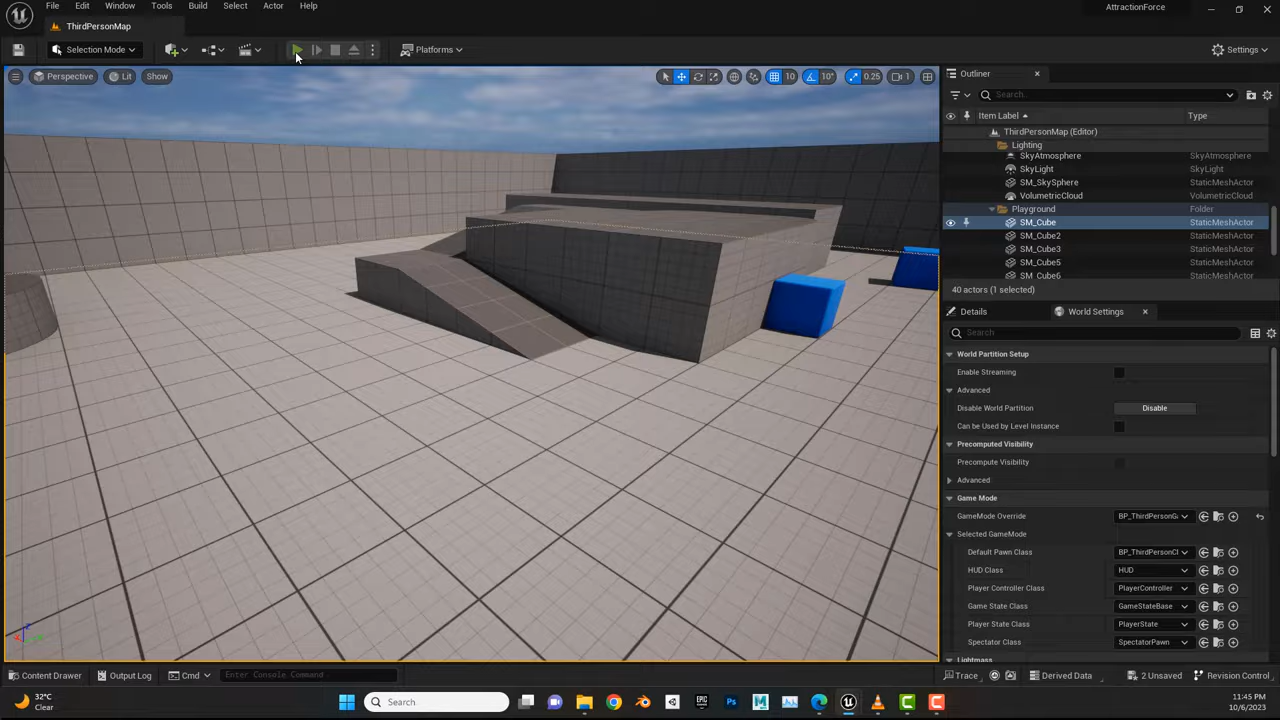 File Edit Window Tools Build Select Actor Help
AttractionForce
ThirdPersonMap
Selection Mode
Platforms
Settings
Perspective
Lit
Show
10
10°
0.25
1
Outliner
Search...
Item Label
Type
ThirdPersonMap (Editor)
Lighting
SkyAtmosphere SkyAtmosphere
SkyLight SkyLight
SM_SkySphere StaticMeshActor
VolumetricCloud VolumetricCloud
Playground Folder
SM_Cube StaticMeshActor
SM_Cube2 StaticMeshActor
SM_Cube3 StaticMeshActor
SM_Cube5 StaticMeshActor
SM_Cube6 StaticMeshActor
40 actors (1 selected)
Details
World Settings
Search
World Partition Setup
Enable Streaming
Advanced
Disable World Partition Disable
Can be Used by Level Instance
Precomputed Visibility
Precompute Visibility
Advanced
Game Mode
GameMode Override BP_ThirdPersonG
Selected GameMode
Default Pawn Class BP_ThirdPersonCl
HUD Class HUD
Player Controller Class PlayerController
Game State Class GameStateBase
Player State Class PlayerState
Spectator Class SpectatorPawn
Lightmass
Content Drawer
Output Log
Cmd
Enter Console Command
Trace
Derived Data
2 Unsaved
Revision Control
32°C
Clear
Search
11:45 PM
10/6/2023